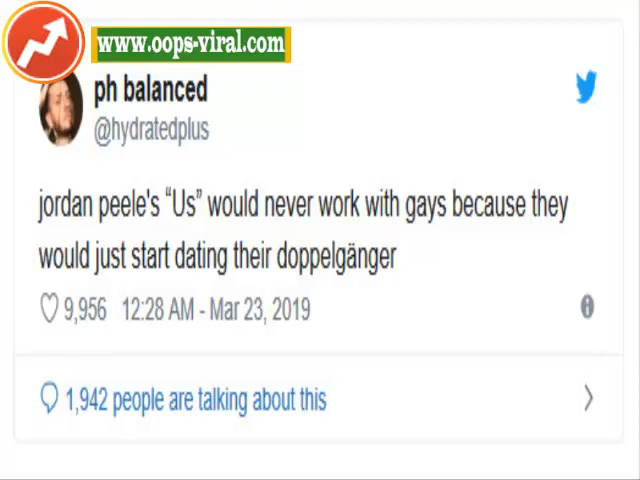 www.oops-viral.com
ph balanced
@hydratedplus
jordan peele's “Us” would never work with gays because they
would just start dating their doppelgänger
9,956 12:28 AM - Mar 23, 2019
1,942 people are talking about this